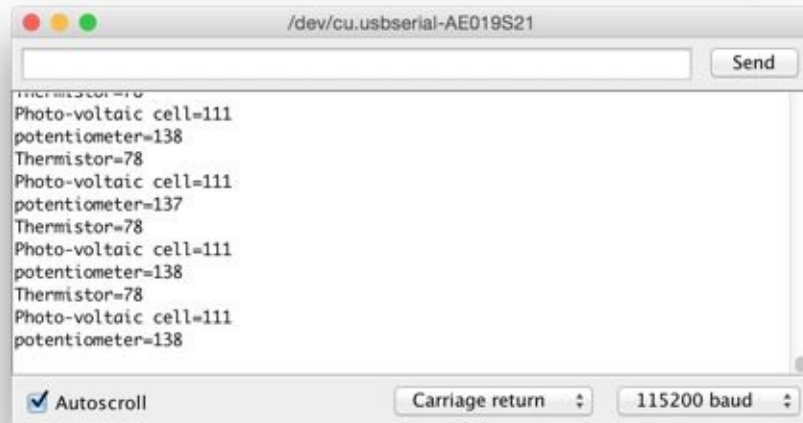 /dev/cu.usbserial-AE019S21
Send
Thermistor=78
Photo-voltaic cell=111
potentiometer=138
Thermistor=78
Photo-voltaic cell=111
potentiometer=137
Thermistor=78
Photo-voltaic cell=111
potentiometer=138
Thermistor=78
Photo-voltaic cell=111
potentiometer=138
Autoscroll
Carriage return
115200 baud